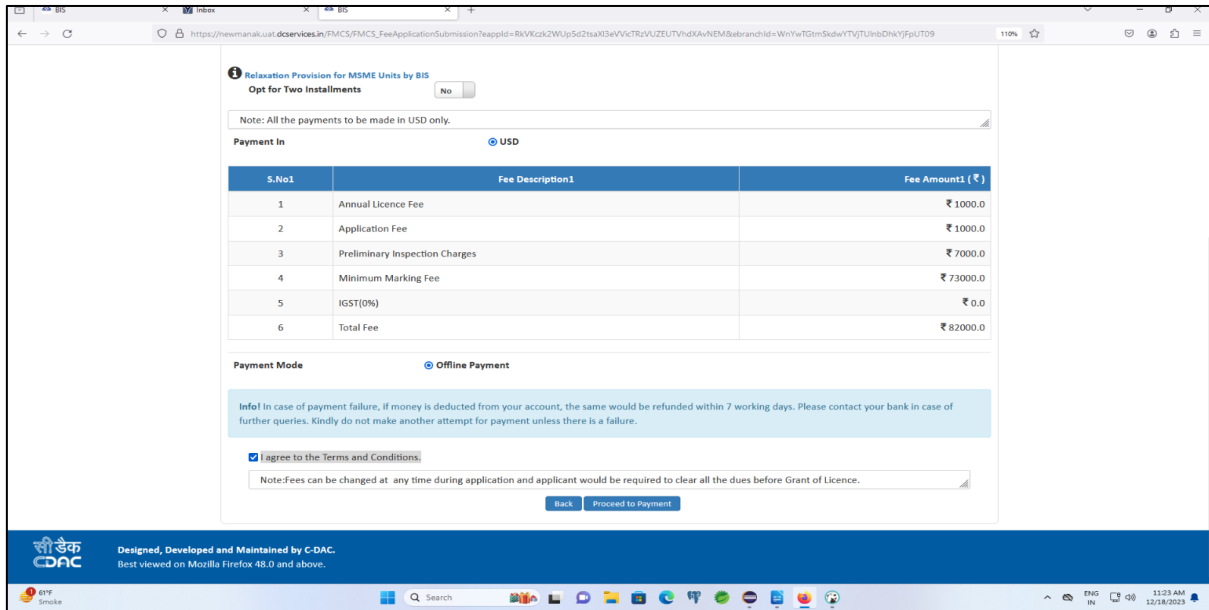 BIS
Inbox
BIS
https://newmanak.uat.dcservices.in/FMCS/FMCS_FeeApplicationSubmission?eappId=RkVKczk2WUp5d2tsaXI3eVVicTRzVUZEUTVhdXAvNEM&ebranchId=WnYwTGtmSkdwYTVjTUlnbDhkYjFpUT09
110%
Relaxation Provision for MSME Units by BIS
Opt for Two Installments No
Note: All the payments to be made in USD only.
Payment In USD
S.No1 Fee Description1 Fee Amount1 (₹)
1 Annual Licence Fee ₹ 1000.0
2 Application Fee ₹ 1000.0
3 Preliminary Inspection Charges ₹ 7000.0
4 Minimum Marking Fee ₹ 73000.0
5 IGST(0%) ₹ 0.0
6 Total Fee ₹ 82000.0
Payment Mode Offline Payment
Info! In case of payment failure, if money is deducted from your account, the same would be refunded within 7 working days. Please contact your bank in case of
further queries. Kindly do not make another attempt for payment unless there is a failure.
I agree to the Terms and Conditions.
Note:Fees can be changed at any time during application and applicant would be required to clear all the dues before Grant of Licence.
Back Proceed to Payment
सी डैक
CDAC
Designed, Developed and Maintained by C-DAC.
Best viewed on Mozilla Firefox 48.0 and above.
1 61°F
Smoke
Search
ENG
IN
11:23 AM
12/18/2023